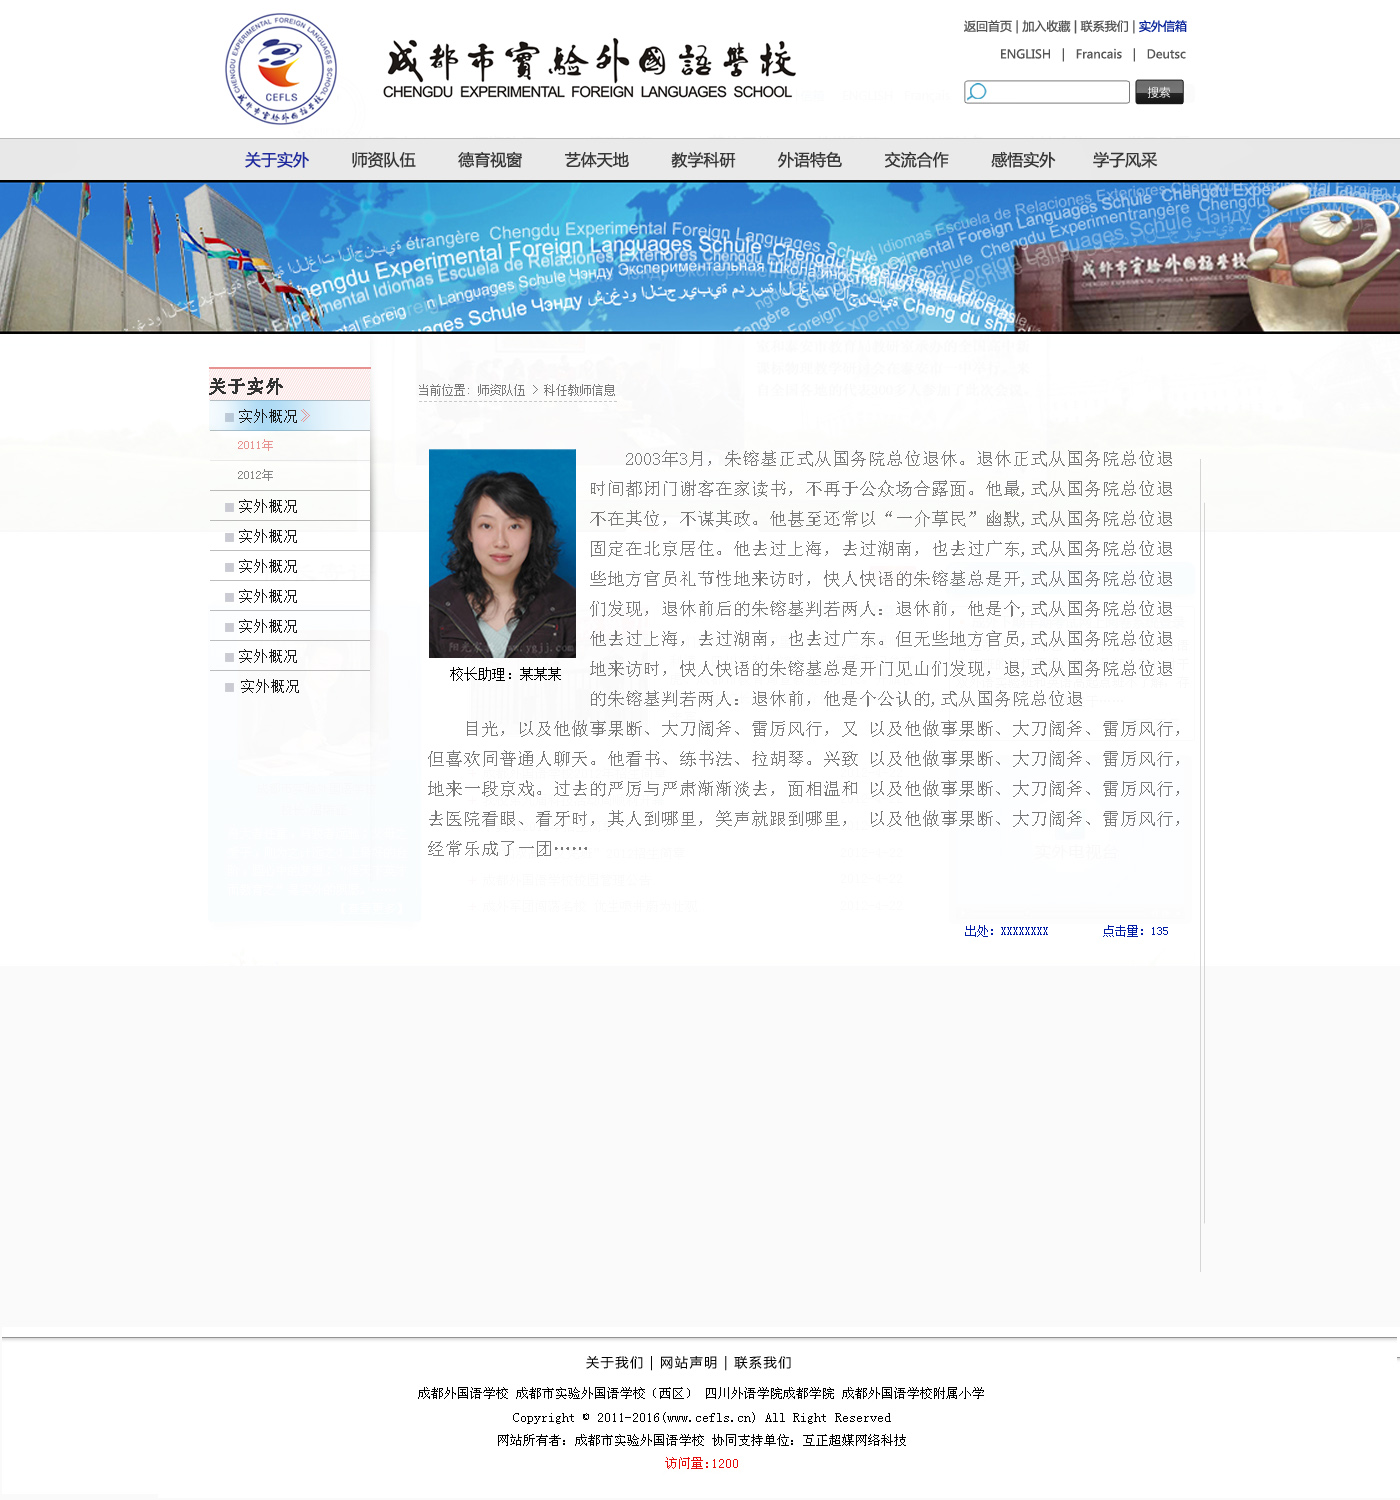 CHENGDU EXPERIMENTAL FOREIGN LANGUAGES SCHOOL
CEFLS
成都市實驗外國語學校
成都市實驗外國語學校
CHENGDU EXPERIMENTAL FOREIGN LANGUAGES SCHOOL
返回首页 | 加入收藏 | 联系我们 | 实外信箱
ENGLISH | Francais | Deutsc
搜索
关于实外 师资队伍 德育视窗 艺体天地 教学科研 外语特色 交流合作 感悟实外 学子风采
étrangère Chengdu Experimental Foreign Languages Schule
成都市實驗外國語學校
关于实外
实外概况
2011年
2012年
实外概况
实外概况
实外概况
实外概况
实外概况
实外概况
实外概况
当前位置：师资队伍 > 科任教师信息
2003年3月，朱镕基正式从国务院总位退休。退休正式从国务院总位退
时间都闭门谢客在家读书，不再于公众场合露面。他最,式从国务院总位退
不在其位，不谋其政。他甚至还常以“一介草民”幽默,式从国务院总位退
固定在北京居住。他去过上海，去过湖南，也去过广东,式从国务院总位退
些地方官员礼节性地来访时，快人快语的朱镕基总是开,式从国务院总位退
们发现，退休前后的朱镕基判若两人：退休前，他是个,式从国务院总位退
他去过上海，去过湖南，也去过广东。但无些地方官员,式从国务院总位退
地来访时，快人快语的朱镕基总是开门见山们发现，退,式从国务院总位退
的朱镕基判若两人：退休前，他是个公认的,式从国务院总位退
校长助理：某某某
目光，以及他做事果断、大刀阔斧、雷厉风行，又 以及他做事果断、大刀阔斧、雷厉风行，
但喜欢同普通人聊天。他看书、练书法、拉胡琴。兴致 以及他做事果断、大刀阔斧、雷厉风行，
地来一段京戏。过去的严厉与严肃渐渐淡去，面相温和 以及他做事果断、大刀阔斧、雷厉风行，
去医院看眼、看牙时，其人到哪里，笑声就跟到哪里， 以及他做事果断、大刀阔斧、雷厉风行，
经常乐成了一团……
出处：XXXXXXXX 点击量：135
关于我们 | 网站声明 | 联系我们
成都外国语学校 成都市实验外国语学校（西区） 四川外语学院成都学院 成都外国语学校附属小学
Copyright © 2011-2016(www.cefls.cn) All Right Reserved
网站所有者：成都市实验外国语学校 协同支持单位：互正超媒网络科技
访问量:1200